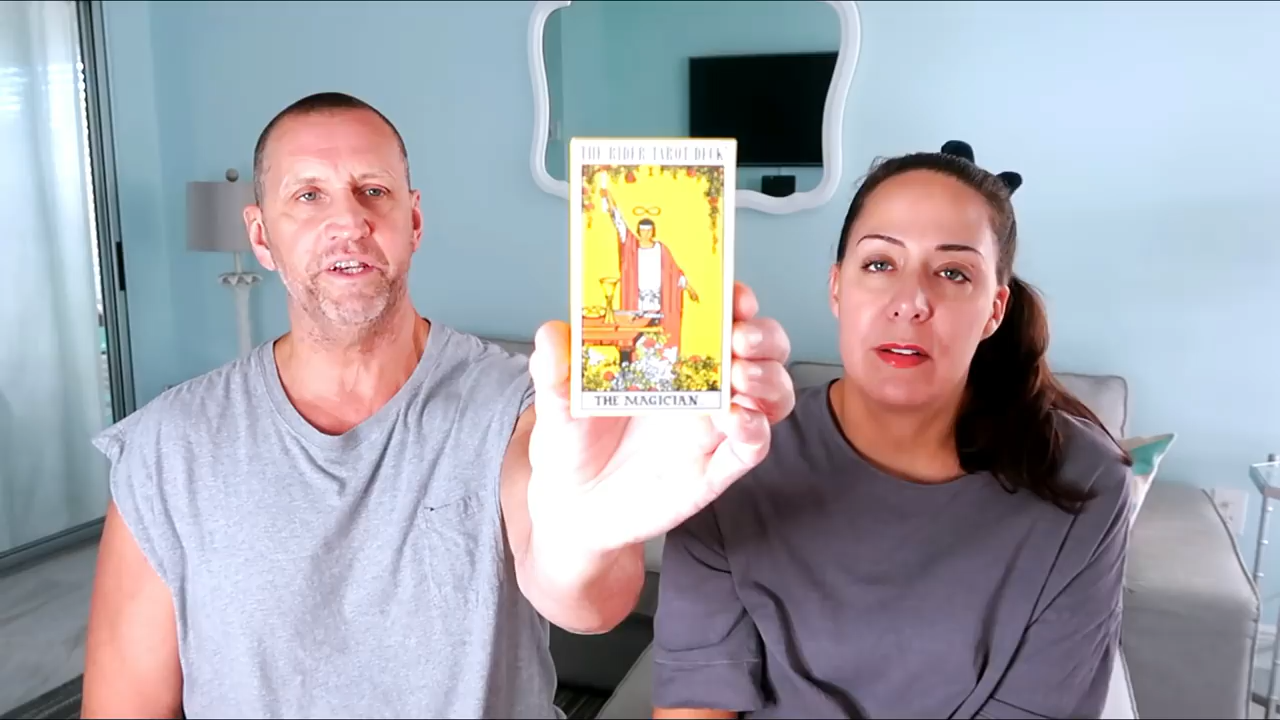 THE RIDER TAROT DECK
I
THE MAGICIAN.